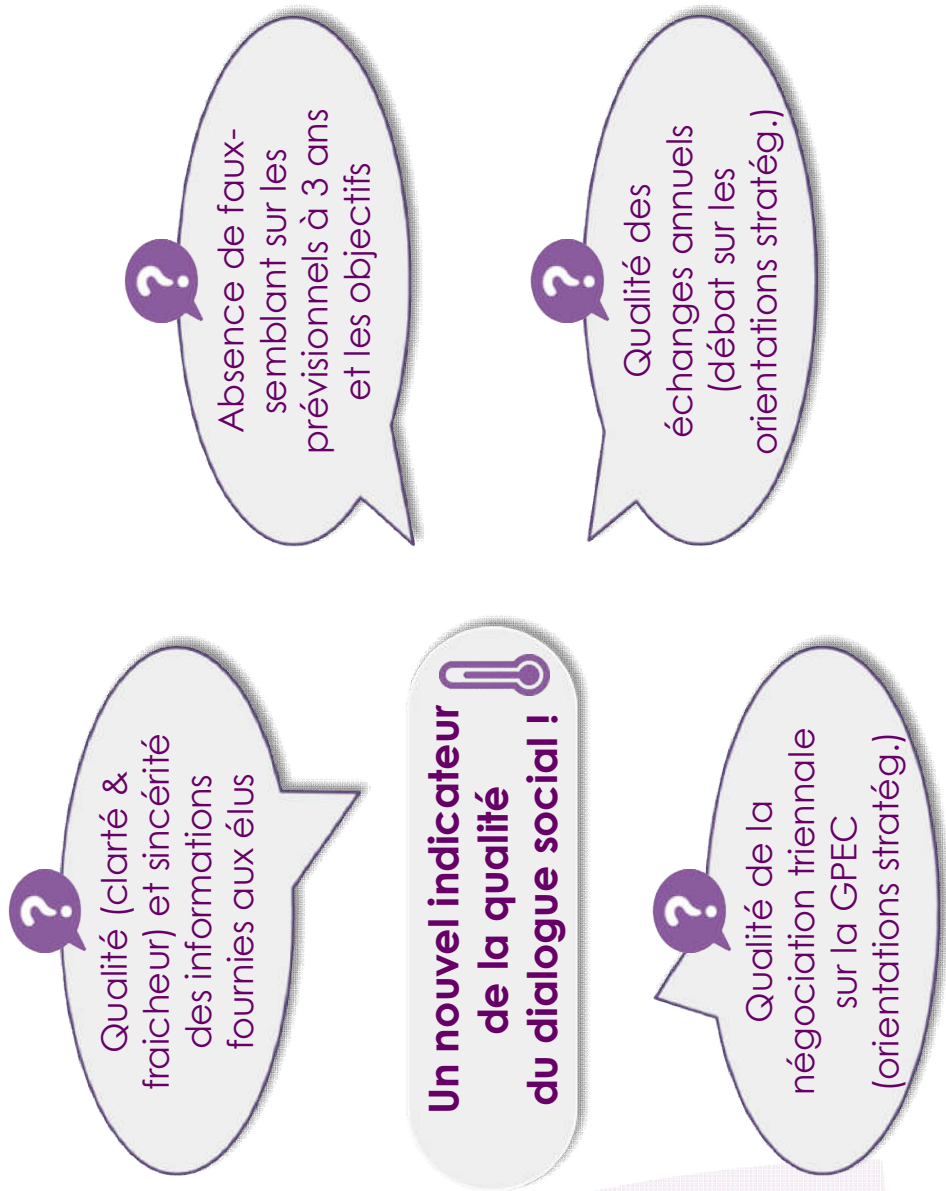 Qualité (clarté &
fraicheur) et sincérité
des informations
fournies aux élus
Absence de faux-
semblant sur les
prévisionnels à 3 ans
et les objectifs
Un nouvel indicateur
de la qualité
du dialogue social !
Qualité de la
négociation triennale
sur la GPEC
(orientations stratég.)
Qualité des
échanges annuels
(débat sur les
orientations stratég.)